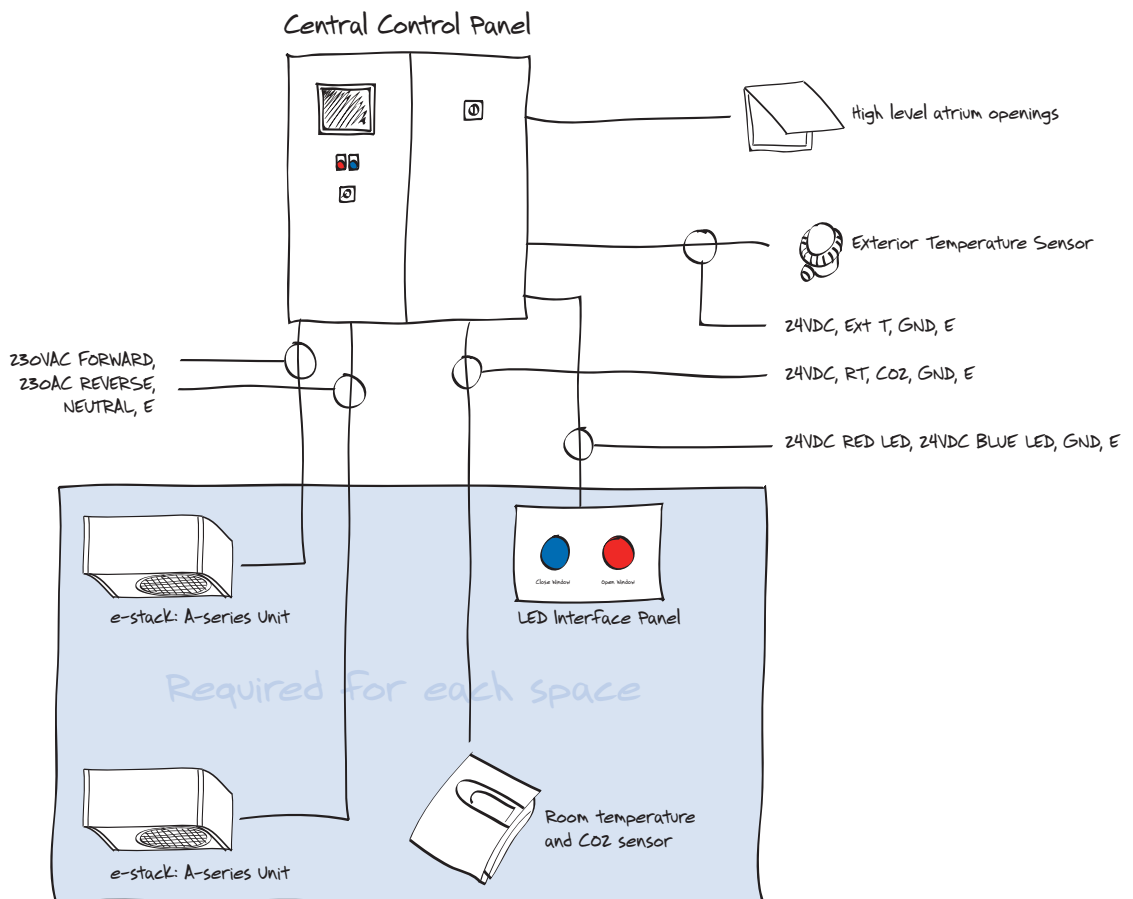 Central Control Panel
High level atrium openings
Exterior Temperature Sensor
24VDC, Ext T, GND, E
230VAC FORWARD,
230AC REVERSE,
NEUTRAL, E
24VDC, RT, CO2, GND, E
24VDC RED LED, 24VDC BLUE LED, GND, E
Close Window
Open Window
e-stack: A-series Unit
LED Interface Panel
Required for each space
Room temperature
and CO2 sensor
e-stack: A-series Unit